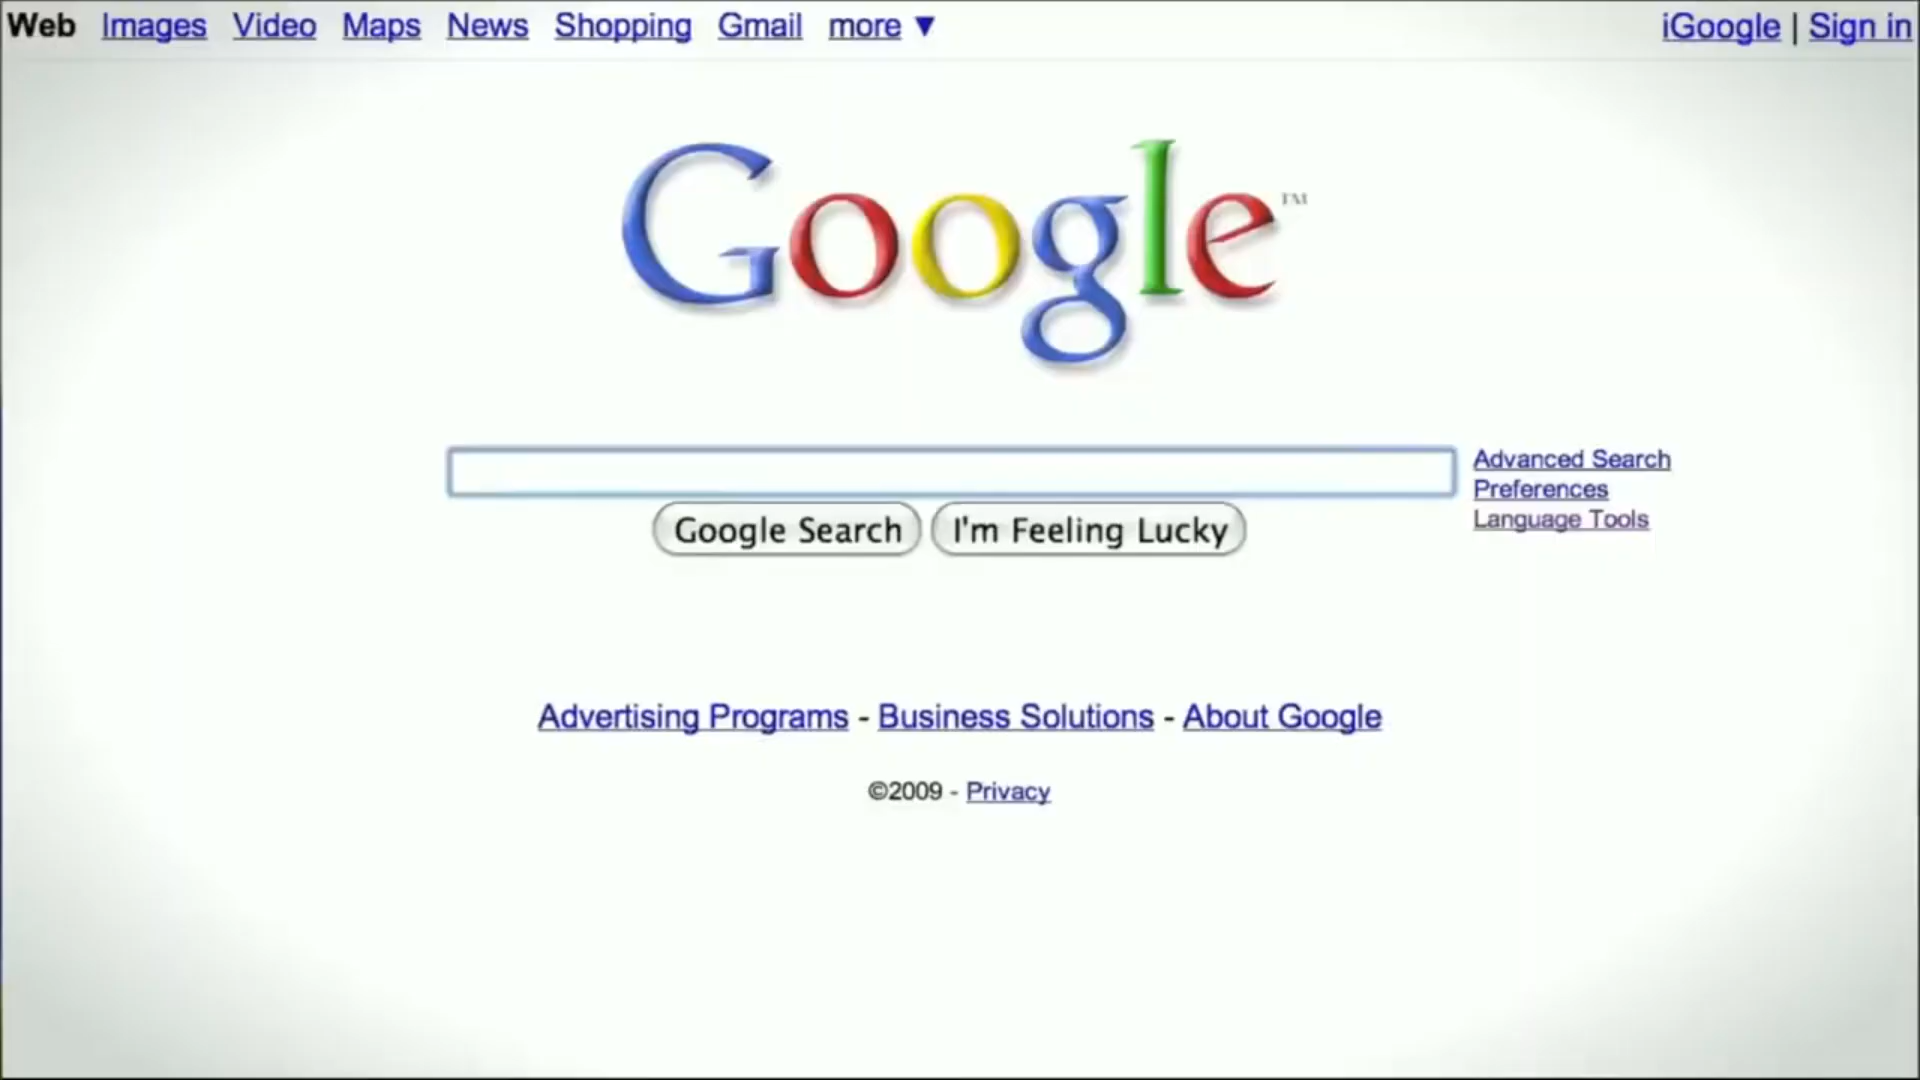 Web Images Video Maps News Shopping Gmail more ▼ iGoogle | Sign in
Google™
Advanced Search
Preferences
Language Tools
Google Search I'm Feeling Lucky
Advertising Programs - Business Solutions - About Google
©2009 - Privacy